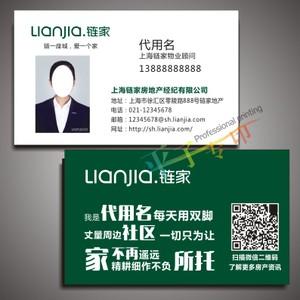 Lianjia.链家
链一座城，爱一个家
代用名
上海链家物业顾问
13888888888
上海链家房地产经纪有限公司
地址：上海市徐汇区零陵路888号链家地产
电话：021-12345678
邮箱：12345678@sh.lianjia.com
网址：http://sh.lianjia.com
Professional printing
Lianjia.链家
我是代用名每天用双脚
丈量周边社区 一切只为让
家不再遥远
精耕细作不负所托
扫描微信二维码
了解更多房产资讯